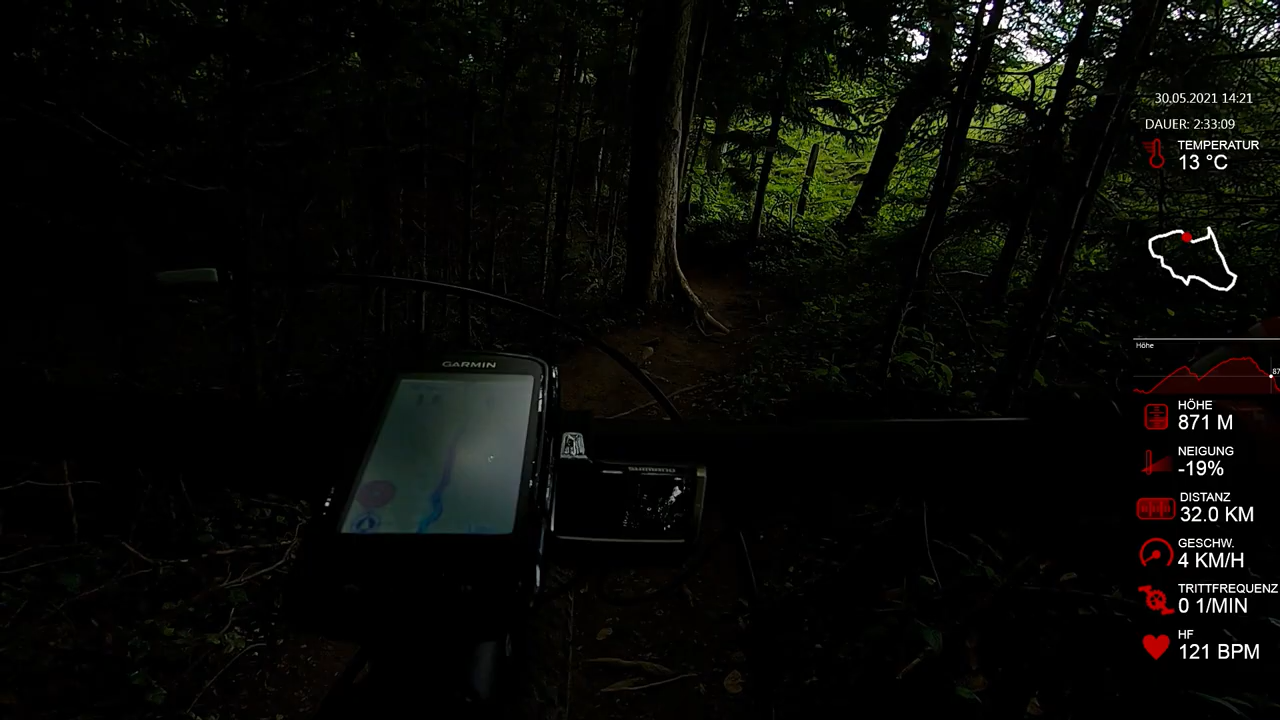 30.05.2021 14:21
DAUER: 2:33:09
TEMPERATUR
13 °C
Höhe
87
HÖHE
871 M
NEIGUNG
-19%
DISTANZ
32.0 KM
GESCHW.
4 KM/H
TRITTFREQUENZ
0 1/MIN
HF
121 BPM
GARMIN
SHIMANO